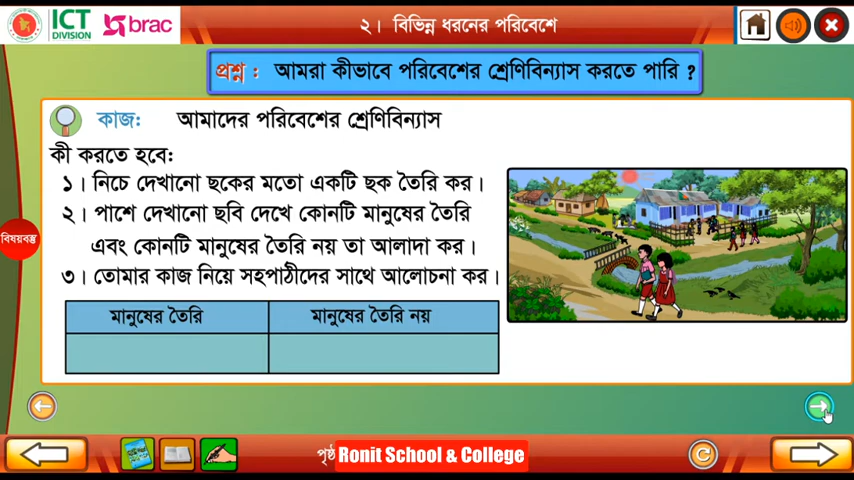 ICT
DIVISION
brac
২। বিভিন্ন ধরনের পরিবেশে
প্রশ্ন : আমরা কীভাবে পরিবেশের শ্রেণিবিন্যাস করতে পারি ?
কাজ: আমাদের পরিবেশের শ্রেণিবিন্যাস
কী করতে হবে:
১। নিচে দেখানো ছকের মতো একটি ছক তৈরি কর।
২। পাশে দেখানো ছবি দেখে কোনটি মানুষের তৈরি
এবং কোনটি মানুষের তৈরি নয় তা আলাদা কর।
৩। তোমার কাজ নিয়ে সহপাঠীদের সাথে আলোচনা কর।
মানুষের তৈরি
মানুষের তৈরি নয়
বিষয়বস্তু
Ronit School & College